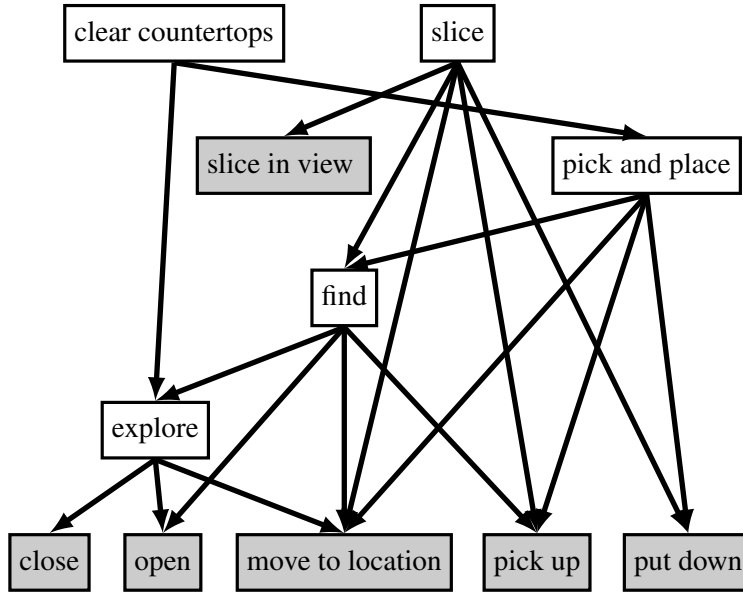 clear countertops
slice
slice in view
pick and place
find
explore
close
open
move to location
pick up
put down